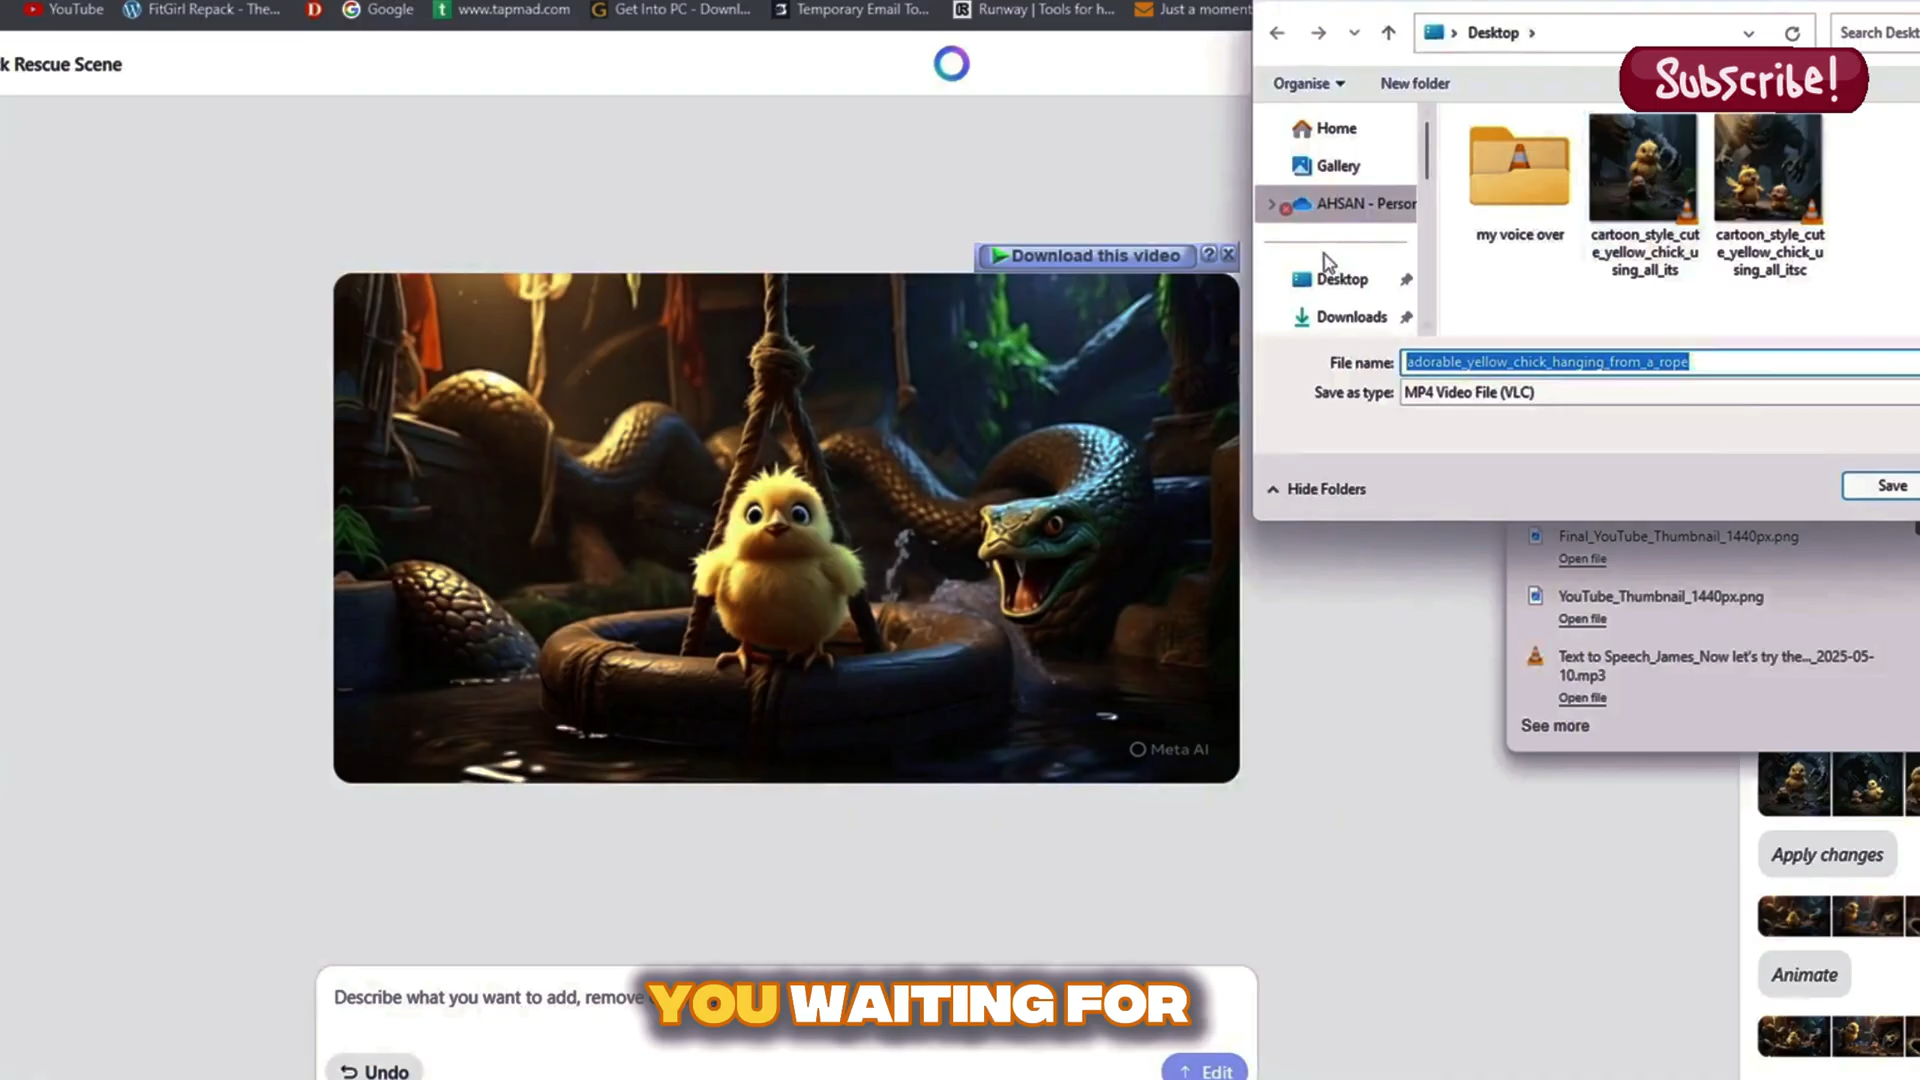 YouTube
FitGirl Repack - The...
Google
www.tapmad.com
Get Into PC - Downl...
Temporary Email To...
Runway | Tools for h...
Just a moment
k Rescue Scene
Desktop
Search Deskt
Subscribe!
Organise
New folder
Home
Gallery
AHSAN - Persor
Desktop
Downloads
my voice over
cartoon_style_cut
e_yellow_chick_u
sing_all_its
cartoon_style_cut
e_yellow_chick_u
sing_all_itsc
Download this video
File name: adorable_yellow_chick_hanging_from_a_rope
Save as type: MP4 Video File (VLC)
Hide Folders
Save
Final_YouTube_Thumbnail_1440px.png
Open file
YouTube_Thumbnail_1440px.png
Open file
Text to Speech_James_Now let's try the..._2025-05-
10.mp3
Open file
See more
Meta AI
Apply changes
Animate
Describe what you want to add, remove
YOU WAITING FOR
Undo
Edit